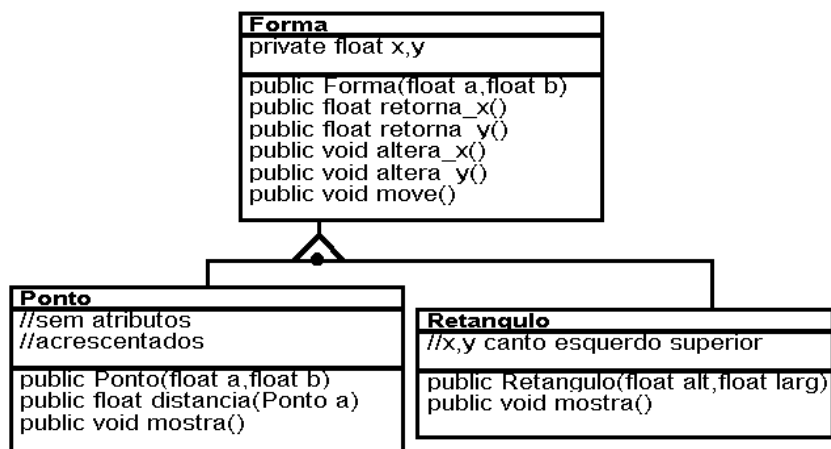 Forma
private float x,y
public Forma(float a,float b)
public float retorna_x()
public float retorna_y()
public void altera_x()
public void altera_y()
public void move()
Ponto
//sem atributos
//acrescentados
public Ponto(float a,float b)
public float distancia(Ponto a)
public void mostra()
Retangulo
//x,y canto esquerdo superior
public Retangulo(float alt,float larg)
public void mostra()